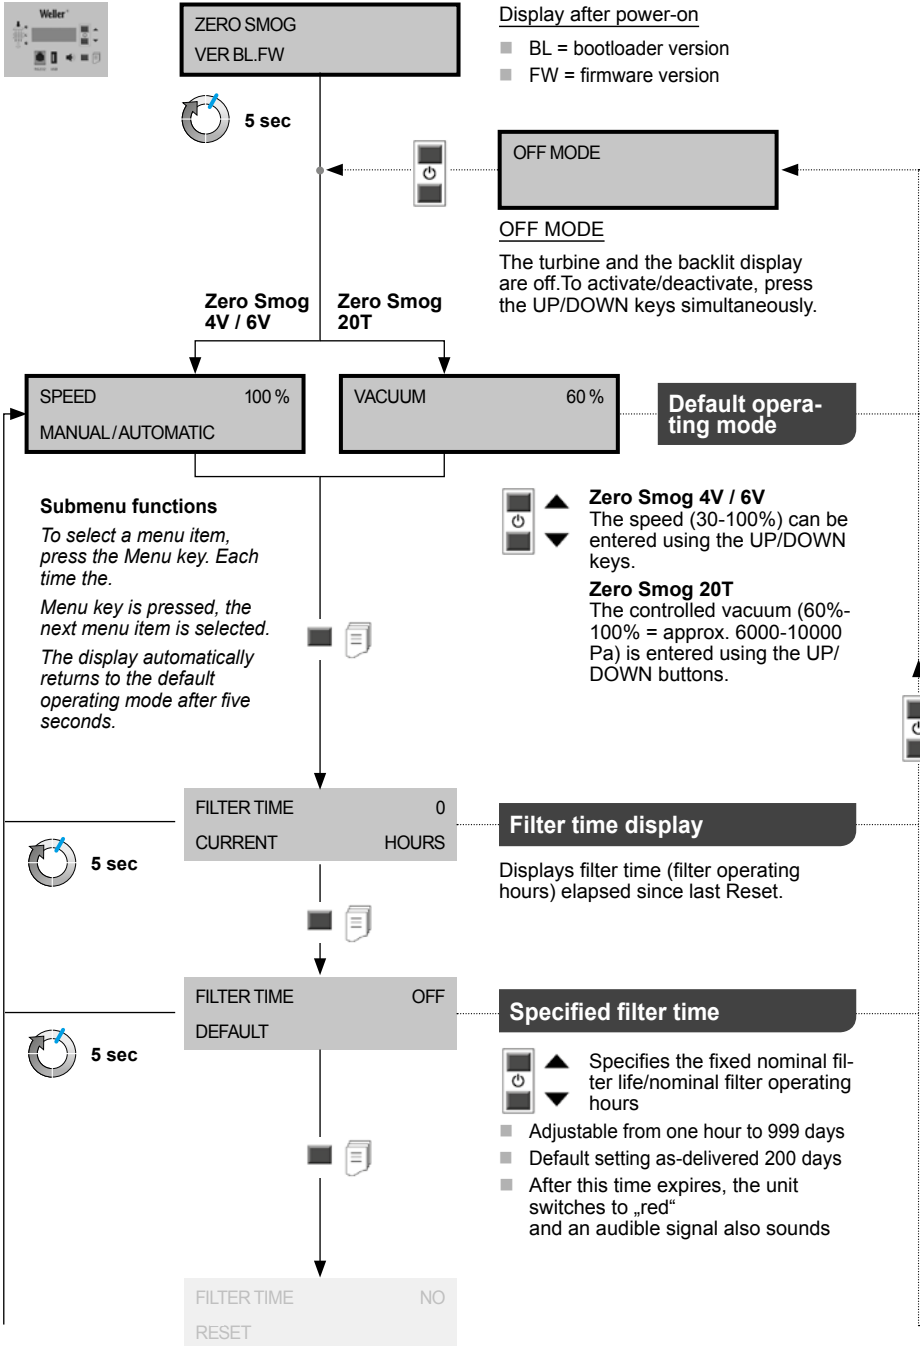 Weller
ZERO SMOG
VER BL.FW
Display after power-on
BL = bootloader version
FW = firmware version
5 sec
OFF MODE
OFF MODE
The turbine and the backlit display
are off.To activate/deactivate, press
the UP/DOWN keys simultaneously.
Zero Smog
4V / 6V
Zero Smog
20T
SPEED 100 %
MANUAL/AUTOMATIC
VACUUM 60 %
Default opera-
ting mode
Submenu functions
To select a menu item,
press the Menu key. Each
time the.
Menu key is pressed, the
next menu item is selected.
The display automatically
returns to the default
operating mode after five
seconds.
Zero Smog 4V / 6V
The speed (30-100%) can be
entered using the UP/DOWN
keys.
Zero Smog 20T
The controlled vacuum (60%-
100% = approx. 6000-10000
Pa) is entered using the UP/
DOWN buttons.
FILTER TIME 0
CURRENT HOURS
5 sec
Filter time display
Displays filter time (filter operating
hours) elapsed since last Reset.
FILTER TIME OFF
DEFAULT
5 sec
Specified filter time
Specifies the fixed nominal fil-
ter life/nominal filter operating
hours
Adjustable from one hour to 999 days
Default setting as-delivered 200 days
After this time expires, the unit
switches to „red“
and an audible signal also sounds
FILTER TIME NO
RESET